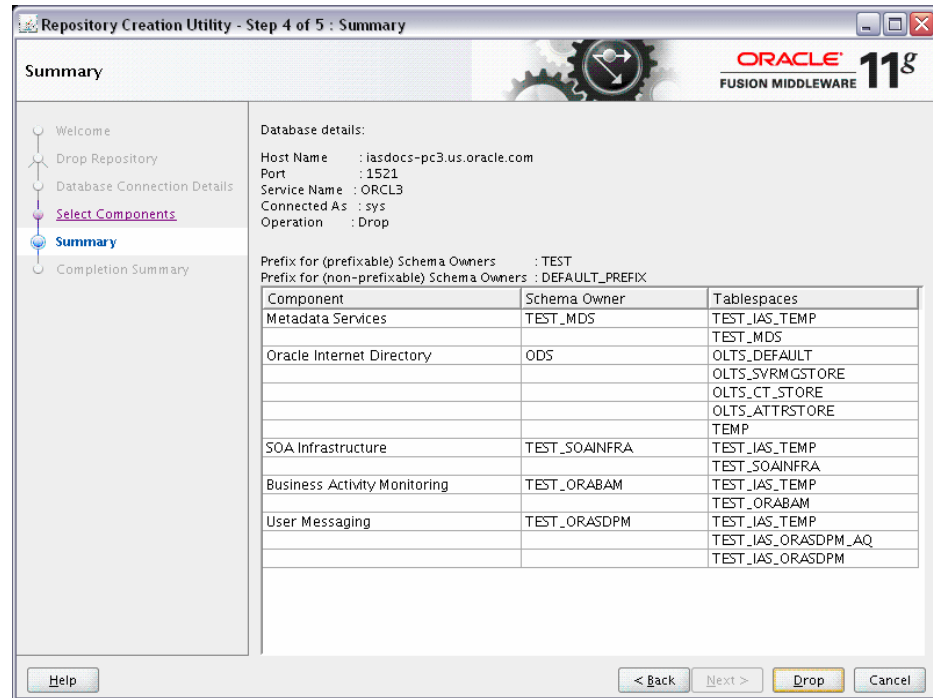 Repository Creation Utility - Step 4 of 5 : Summary
Summary
ORACLE
FUSION MIDDLEWARE
11g
Welcome
Drop Repository
Database Connection Details
Select Components
Summary
Completion Summary
Database details:
Host Name : iasdocs-pc3.us.oracle.com
Port : 1521
Service Name : ORCL3
Connected As : sys
Operation : Drop
Prefix for (prefixable) Schema Owners : TEST
Prefix for (non-prefixable) Schema Owners : DEFAULT_PREFIX
Component Schema Owner Tablespaces
Metadata Services TEST_MDS TEST_IAS_TEMP
TEST_MDS
Oracle Internet Directory ODS OLTS_DEFAULT
OLTS_SVRMGSTORE
OLTS_CT_STORE
OLTS_ATTRSTORE
TEMP
SOA Infrastructure TEST_SOAINFRA TEST_IAS_TEMP
TEST_SOAINFRA
Business Activity Monitoring TEST_ORABAM TEST_IAS_TEMP
TEST_ORABAM
User Messaging TEST_ORASDPM TEST_IAS_TEMP
TEST_IAS_ORASDPM_AQ
TEST_IAS_ORASDPM
Help < Back Next > Drop Cancel